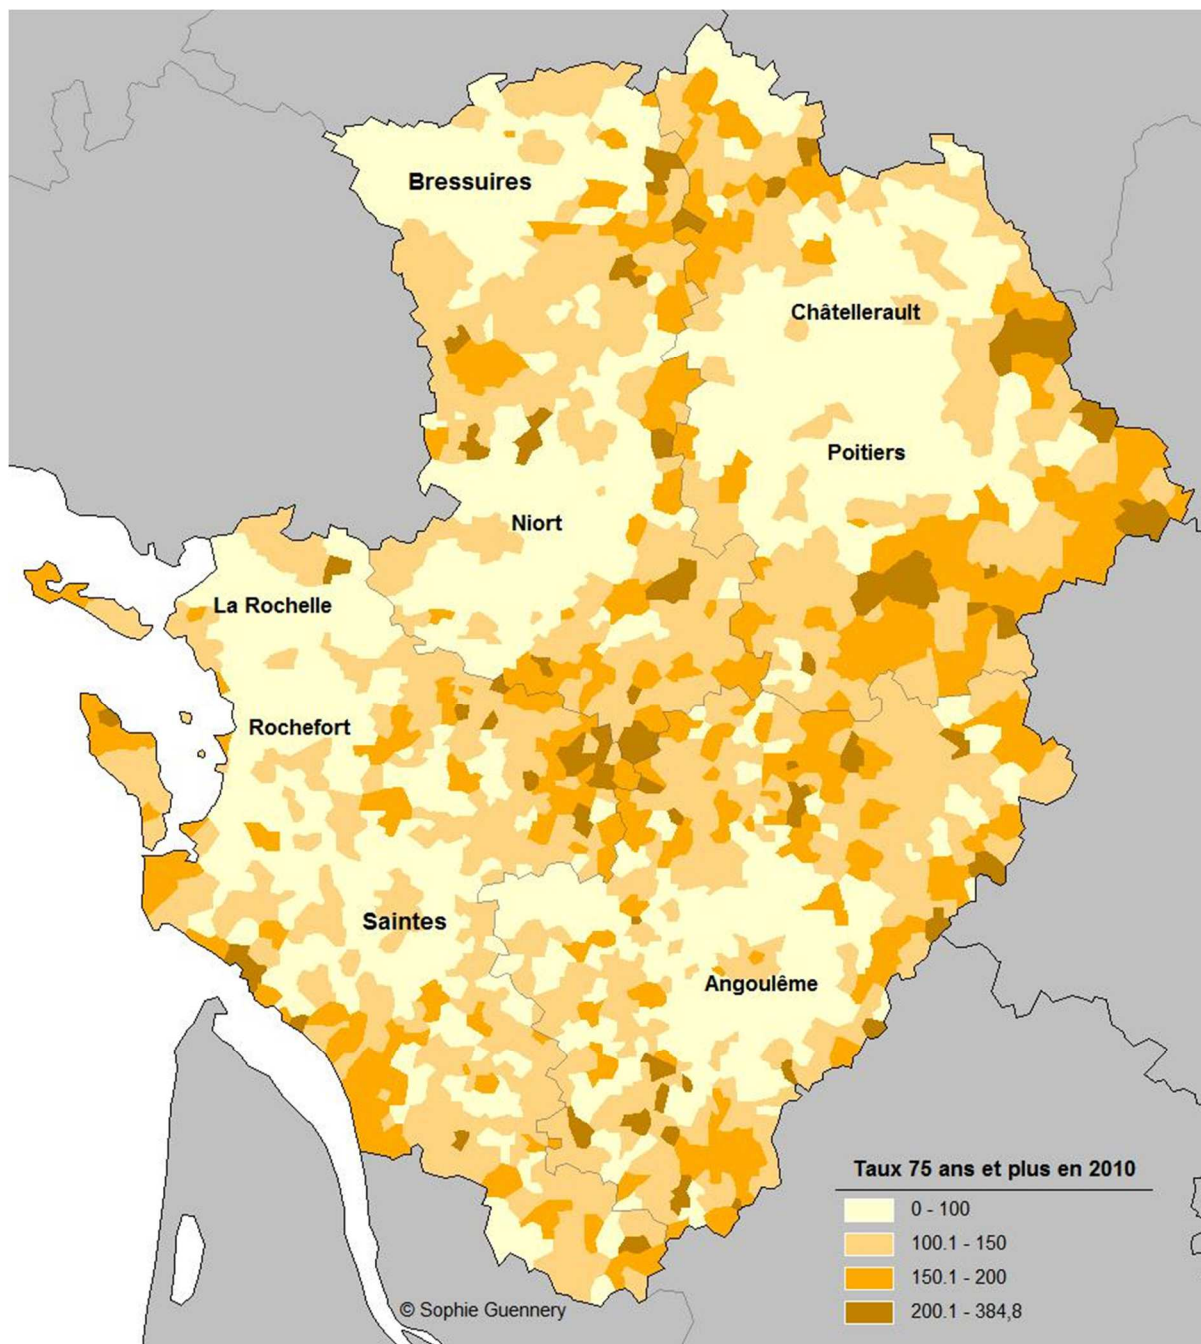 Bressuires
Châtellerault
Poitiers
Niort
La Rochelle
Rochefort
Saintes
Angoulême
Taux 75 ans et plus en 2010
0 - 100
100.1 - 150
150.1 - 200
200.1 - 384,8
© Sophie Guennery